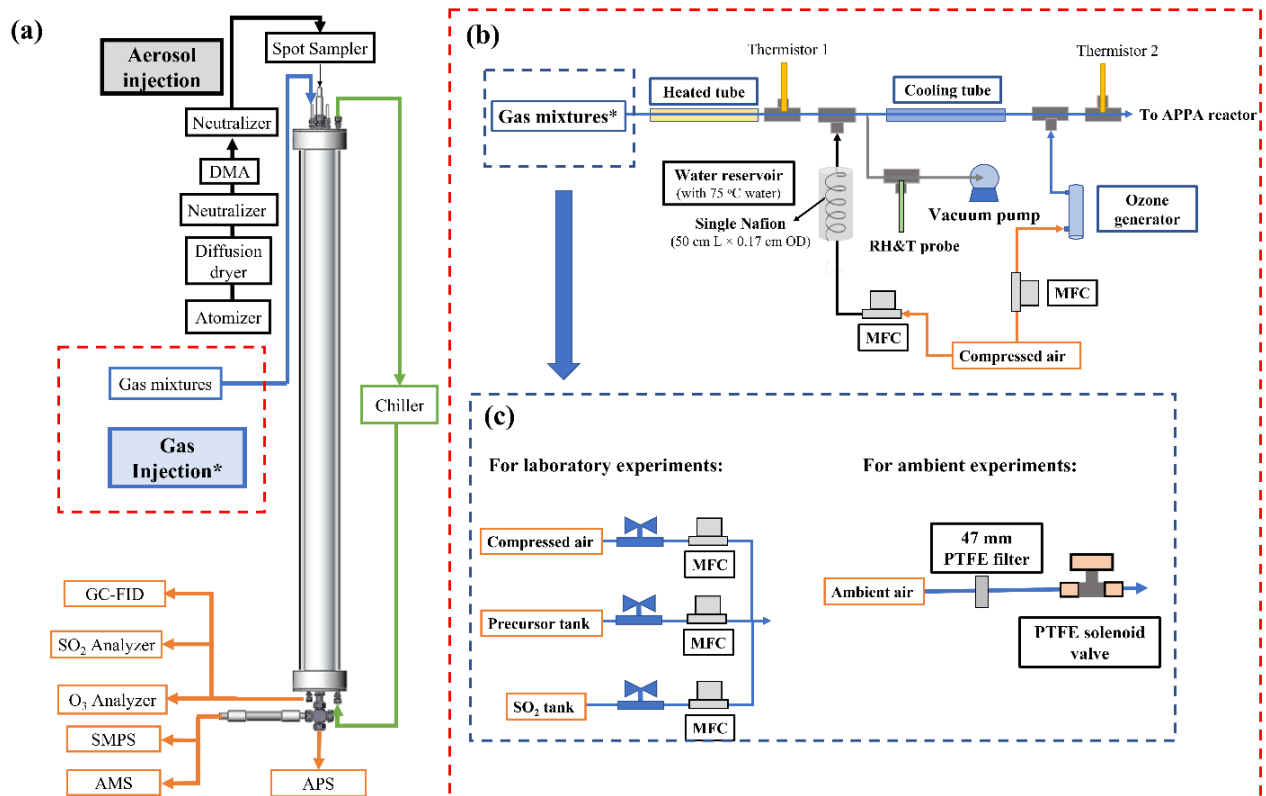 (a)
Aerosol
injection
Spot Sampler
Neutralizer
DMA
Neutralizer
Diffusion
dryer
Atomizer
Gas mixtures
Gas
Injection*
Chiller
GC-FID
SO₂ Analyzer
O₃ Analyzer
SMPS
AMS
APS
(b)
Thermistor 1
Thermistor 2
Gas mixtures*
Heated tube
Cooling tube
To APPA reactor
Water reservoir
(with 75 °C water)
Single Nafion
(50 cm L × 0.17 cm OD)
RH&T probe
Vacuum pump
Ozone
generator
MFC
MFC
Compressed air
(c)
For laboratory experiments:
Compressed air
MFC
Precursor tank
MFC
SO₂ tank
MFC
For ambient experiments:
47 mm
PTFE filter
Ambient air
PTFE solenoid
valve